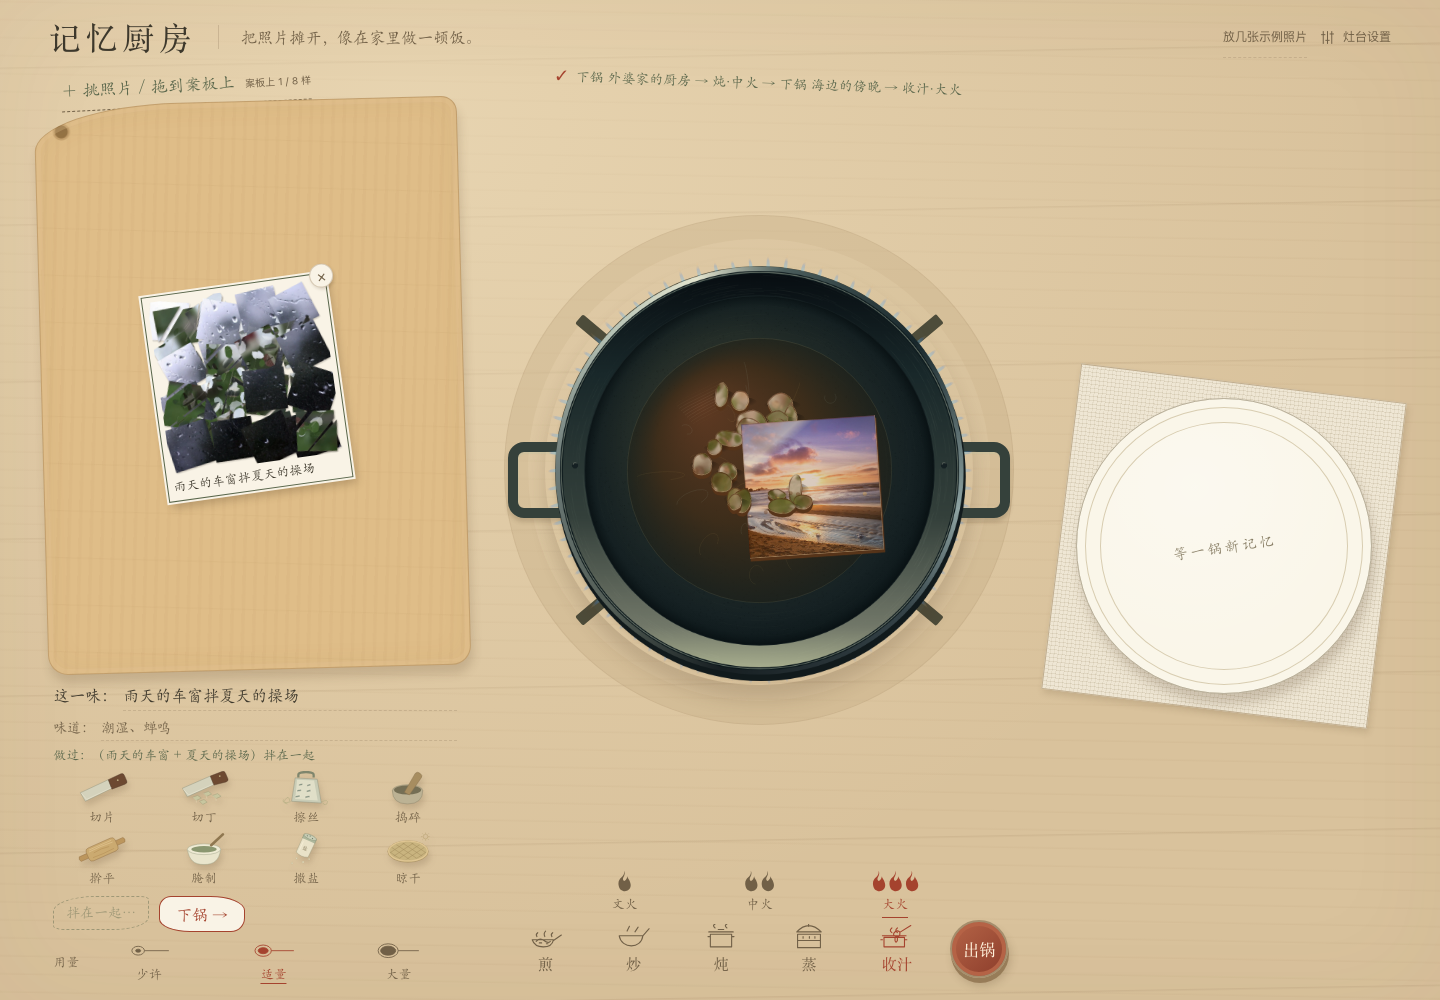 记忆厨房
把照片摊开，像在家里做一顿饭。
放几张示例照片
灶台设置
＋ 挑照片 / 拖到案板上 案板上 1 / 8 样
✓ 下锅 外婆家的厨房 → 炖·中火 → 下锅 海边的傍晚 → 收汁·大火
雨天的车窗拌夏天的操场
等一锅新记忆
这一味： 雨天的车窗拌夏天的操场
味道： 潮湿、蝉鸣
做过：（雨天的车窗 + 夏天的操场）拌在一起
切片 切丁 擦丝 捣碎
擀平 腌制 撒盐 晾干
拌在一起… 下锅 →
用量 少许 适量 大量
文火 中火 大火
煎 炒 炖 蒸 收汁
出锅